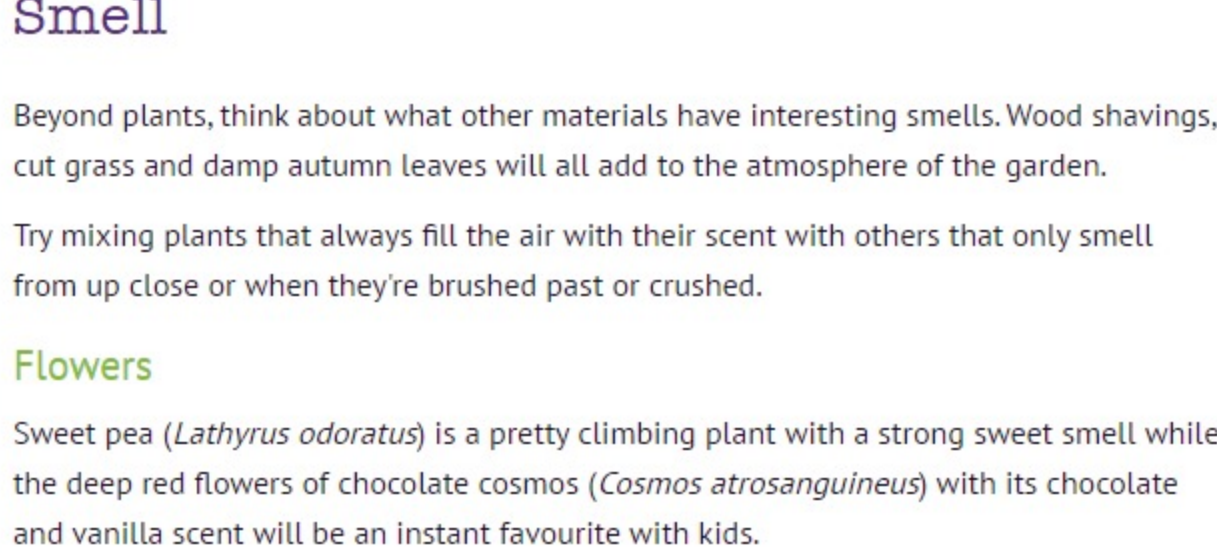 Smell
Beyond plants, think about what other materials have interesting smells. Wood shavings,
cut grass and damp autumn leaves will all add to the atmosphere of the garden.
Try mixing plants that always fill the air with their scent with others that only smell
from up close or when they're brushed past or crushed.
Flowers
Sweet pea (Lathyrus odoratus) is a pretty climbing plant with a strong sweet smell while
the deep red flowers of chocolate cosmos (Cosmos atrosanguineus) with its chocolate
and vanilla scent will be an instant favourite with kids.